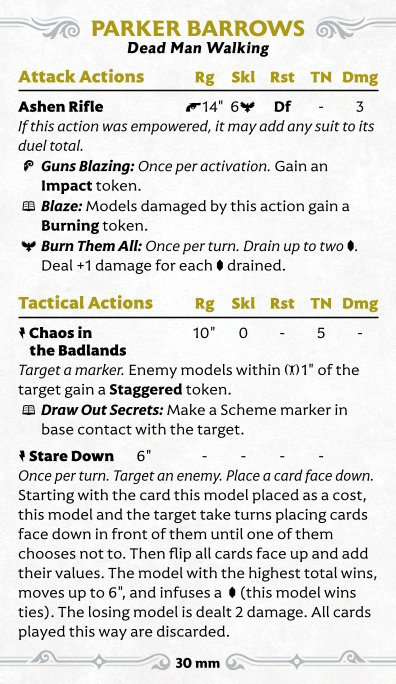 PARKER BARROWS
Dead Man Walking
Attack Actions Rg Skl Rst TN Dmg
Ashen Rifle 14" 6 Df - 3
If this action was empowered, it may add any suit to its
duel total.
Guns Blazing: Once per activation. Gain an
Impact token.
Blaze: Models damaged by this action gain a
Burning token.
Burn Them All: Once per turn. Drain up to two .
Deal +1 damage for each drained.
Tactical Actions Rg Skl Rst TN Dmg
Chaos in 10" 0 - 5 -
the Badlands
Target a marker. Enemy models within 1" of the
target gain a Staggered token.
Draw Out Secrets: Make a Scheme marker in
base contact with the target.
Stare Down 6" - - - -
Once per turn. Target an enemy. Place a card face down.
Starting with the card this model placed as a cost,
this model and the target take turns placing cards
face down in front of them until one of them
chooses not to. Then flip all cards face up and add
their values. The model with the highest total wins,
moves up to 6", and infuses a (this model wins
ties). The losing model is dealt 2 damage. All cards
played this way are discarded.
30 mm